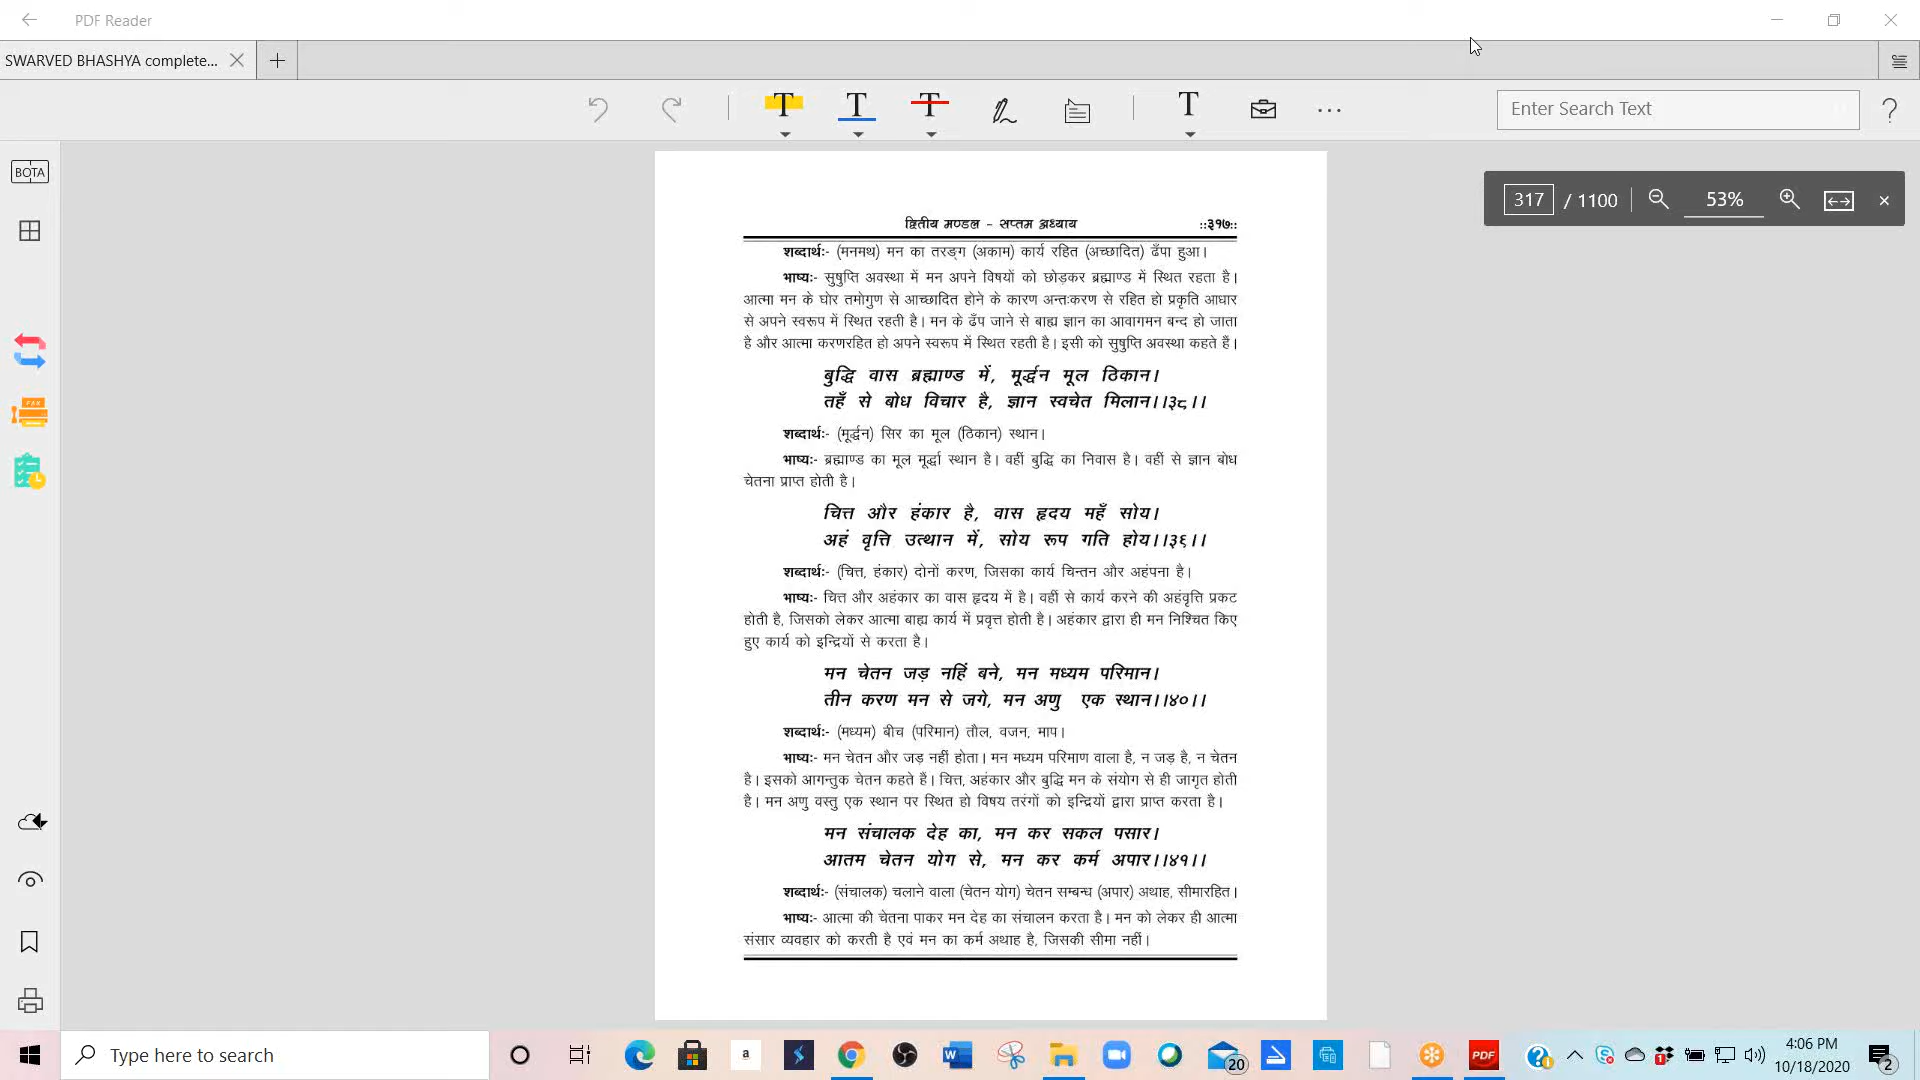 PDF Reader
SWARVED BHASHYA complete...
Enter Search Text
?
BOTA
317 / 1100 53%
द्वितीय मण्डल - सप्तम अध्याय ::३१७::
शब्दार्थः- (मनमथ) मन का तरङ्ग (अकाम) कार्य रहित (अच्छादित) ढँपा हुआ।
भाष्यः- सुषुप्ति अवस्था में मन अपने विषयों को छोड़कर ब्रह्माण्ड में स्थित रहता है।
आत्मा मन के घोर तमोगुण से आच्छादित होने के कारण अन्तःकरण से रहित हो प्रकृति आधार
से अपने स्वरूप में स्थित रहती है। मन के ढँप जाने से बाह्य ज्ञान का आवागमन बन्द हो जाता
है और आत्मा करणरहित हो अपने स्वरूप में स्थित रहती है। इसी को सुषुप्ति अवस्था कहते हैं।
बुद्धि वास ब्रह्माण्ड में, मूर्द्धन मूल ठिकान।
तहँ से बोध विचार है, ज्ञान स्वचेत मिलान।।३८।।
शब्दार्थः- (मूर्द्धन) सिर का मूल (ठिकान) स्थान।
भाष्यः- ब्रह्माण्ड का मूल मूर्द्धा स्थान है। वहीं बुद्धि का निवास है। वहीं से ज्ञान बोध
चेतना प्राप्त होती है।
चित्त और हंकार है, वास हृदय महँ सोय।
अहं वृत्ति उत्थान में, सोय रूप गति होय।।३९।।
शब्दार्थः- (चित्त, हंकार) दोनों करण, जिसका कार्य चिन्तन और अहंपना है।
भाष्यः- चित्त और अहंकार का वास हृदय में है। वहीं से कार्य करने की अहंवृत्ति प्रकट
होती है, जिसको लेकर आत्मा बाह्य कार्य में प्रवृत्त होती है। अहंकार द्वारा ही मन निश्चित किए
हुए कार्य को इन्द्रियों से करता है।
मन चेतन जड़ नहिं बने, मन मध्यम परिमान।
तीन करण मन से जगे, मन अणु एक स्थान।।४०।।
शब्दार्थः- (मध्यम) बीच (परिमान) तौल, वजन, माप।
भाष्यः- मन चेतन और जड़ नहीं होता। मन मध्यम परिमाण वाला है, न जड़ है, न चेतन
है। इसको आगन्तुक चेतन कहते हैं। चित्त, अहंकार और बुद्धि मन के संयोग से ही जागृत होती
है। मन अणु वस्तु एक स्थान पर स्थित हो विषय तरंगों को इन्द्रियों द्वारा प्राप्त करता है।
मन संचालक देह का, मन कर सकल पसार।
आतम चेतन योग से, मन कर कर्म अपार।।४१।।
शब्दार्थः- (संचालक) चलाने वाला (चेतन योग) चेतन सम्बन्ध (अपार) अथाह, सीमारहित।
भाष्यः- आत्मा की चेतना पाकर मन देह का संचालन करता है। मन को लेकर ही आत्मा
संसार व्यवहार को करती है एवं मन का कर्म अथाह है, जिसकी सीमा नहीं।
Type here to search
20
PDF
4:06 PM
10/18/2020
2